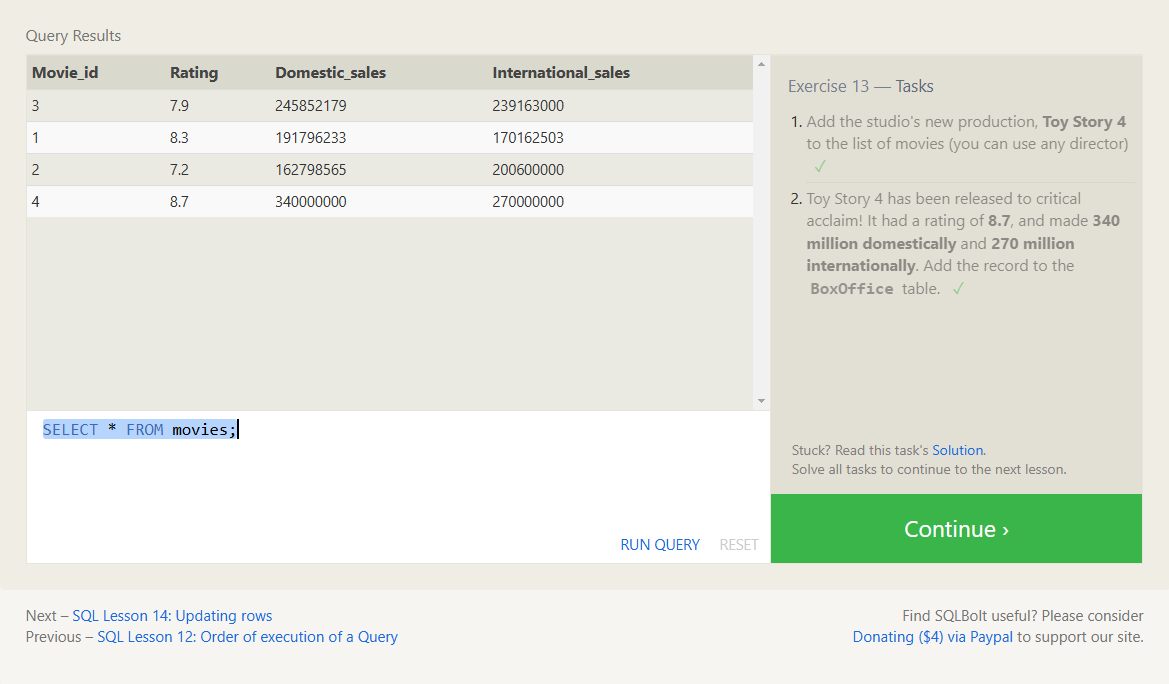 Query Results
Movie_id Rating Domestic_sales International_sales
3 7.9 245852179 239163000
1 8.3 191796233 170162503
2 7.2 162798565 200600000
4 8.7 340000000 270000000
SELECT * FROM movies;
RUN QUERY RESET
Exercise 13 — Tasks
1. Add the studio's new production, Toy Story 4
to the list of movies (you can use any director)
✓
2. Toy Story 4 has been released to critical
acclaim! It had a rating of 8.7, and made 340
million domestically and 270 million
internationally. Add the record to the
BoxOffice table. ✓
Stuck? Read this task's Solution.
Solve all tasks to continue to the next lesson.
Continue ›
Next – SQL Lesson 14: Updating rows
Previous – SQL Lesson 12: Order of execution of a Query
Find SQLBolt useful? Please consider
Donating ($4) via Paypal to support our site.